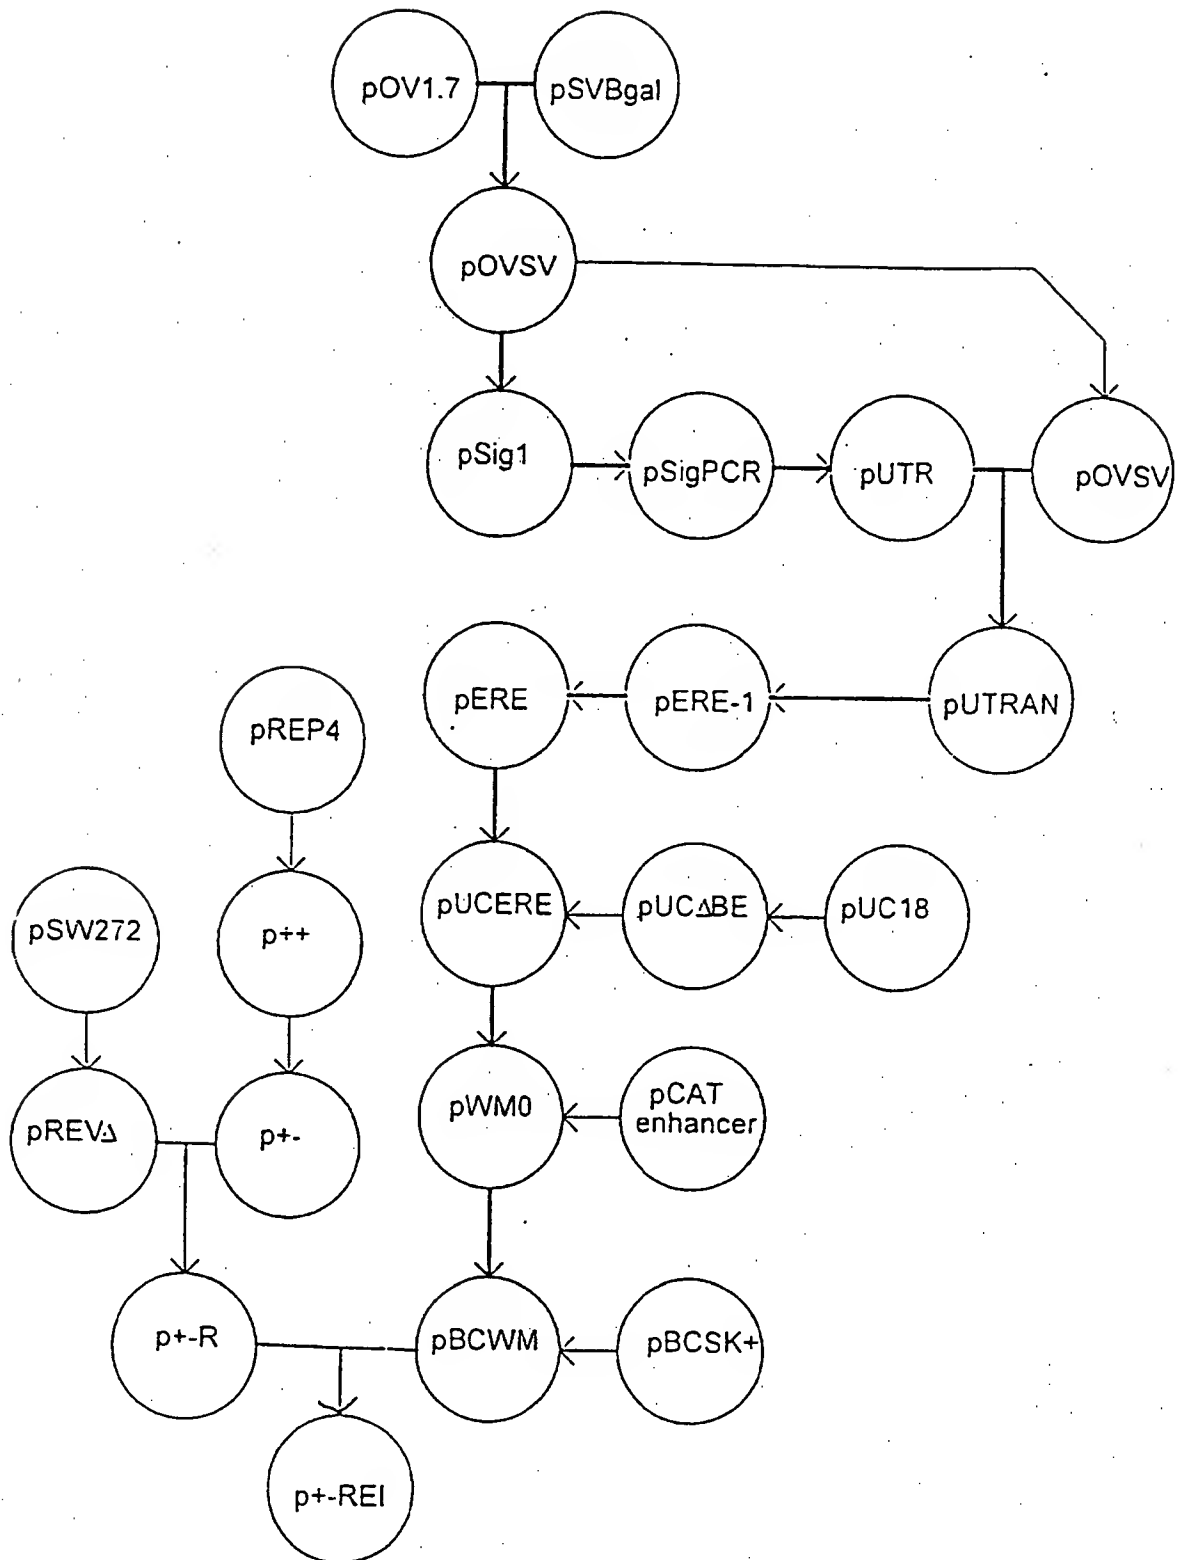 pOV1.7
pSVBgal
pOVSV
pSig1
pSigPCR
pUTR
pOVSV
pERE
pERE-1
pUTRAN
pREP4
pSW272
p++
pUCERE
pUCΔBE
pUC18
pREVΔ
p+-
pWM0
pCAT
enhancer
p+-R
pBCWM
pBCSK+
p+-REI